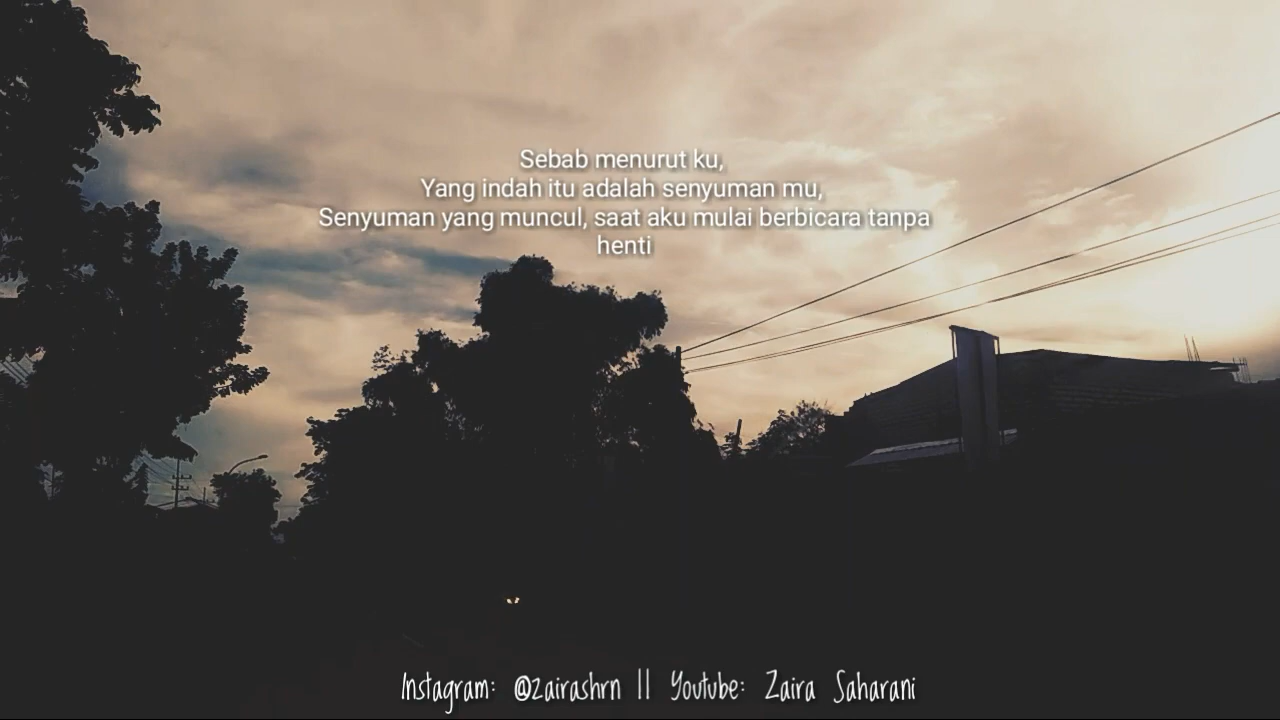 Sebab menurut ku,
Yang indah itu adalah senyuman mu,
Senyuman yang muncul, saat aku mulai berbicara tanpa
henti
Instagram: @zairashrn || Youtube: Zaira Saharani